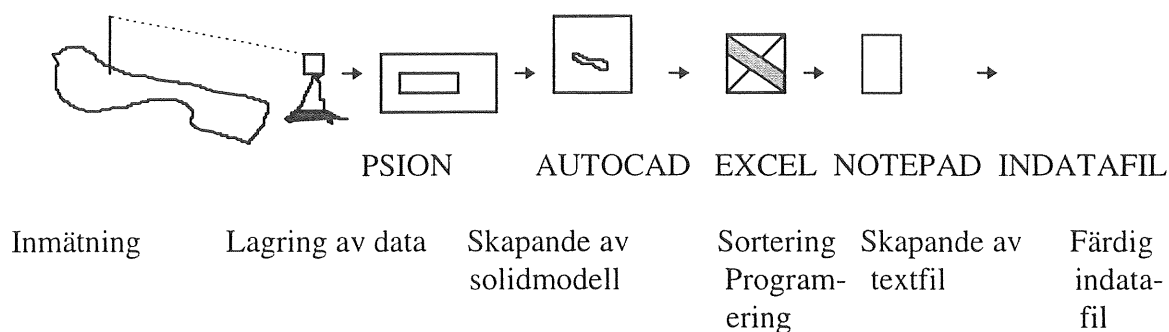 PSION AUTOCAD EXCEL NOTEPAD INDATAFIL
Inmätning Lagring av data Skapande av Sortering Skapande av Färdig
solidmodell Program- textfil indata-
ering fil